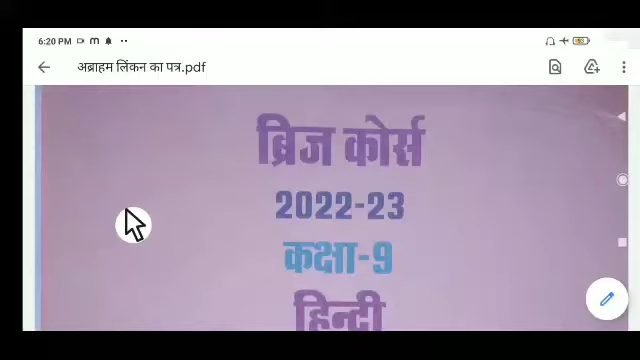 6:20 PM
अब्राहम लिंकन का पत्र.pdf
ब्रिज कोर्स
2022-23
कक्षा-9
हिन्दी